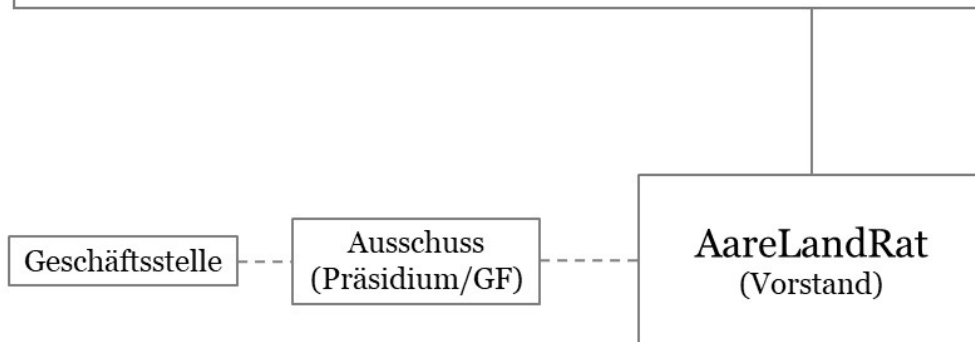 Geschäftsstelle
Ausschuss
(Präsidium/GF)
AareLandRat
(Vorstand)